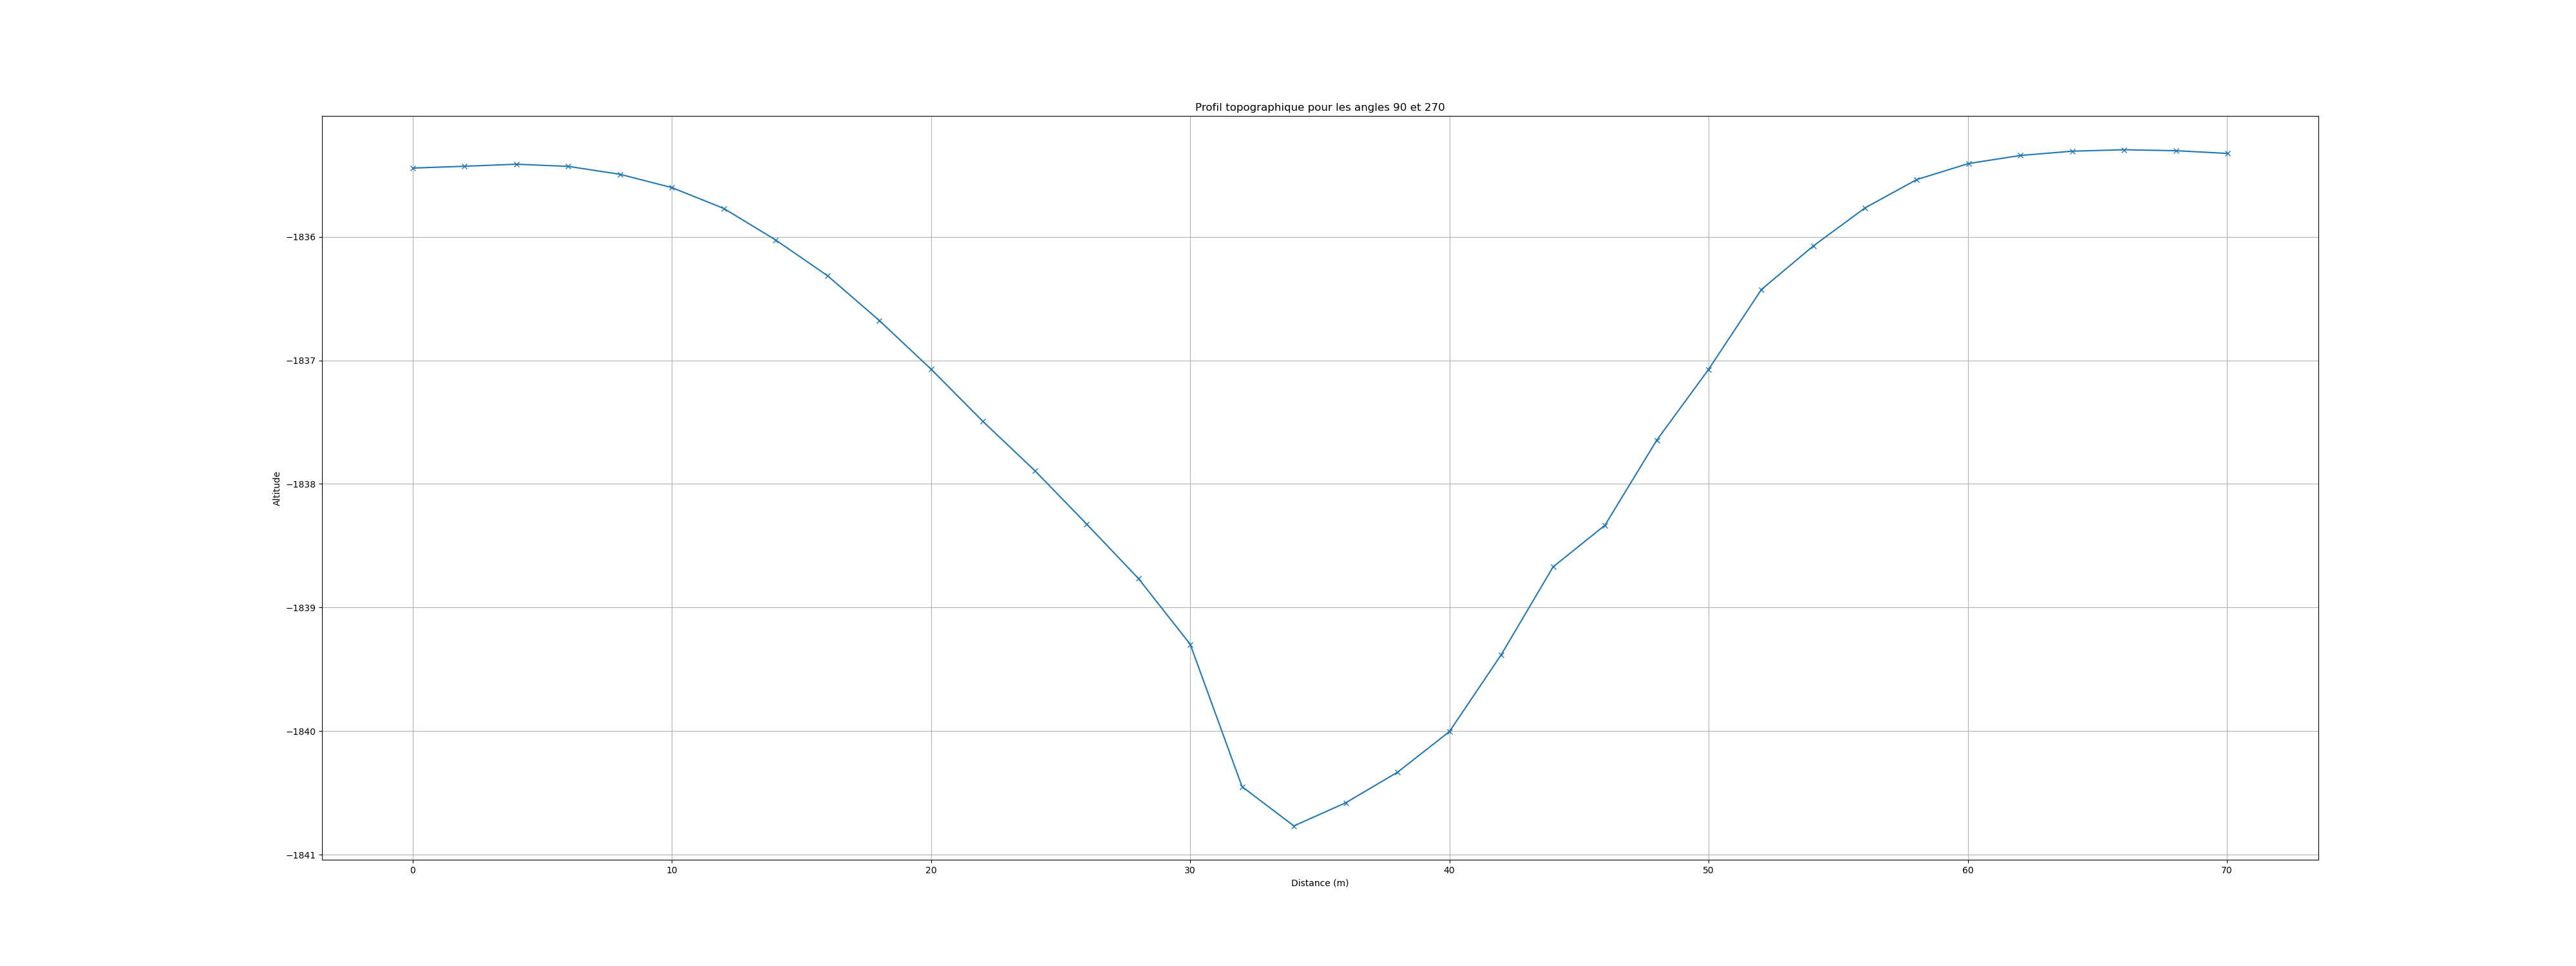 Profil topographique pour les angles 90 et 270
Altitude
−1836
−1837
−1838
−1839
−1840
−1841
0 10 20 30 40 50 60 70
Distance (m)